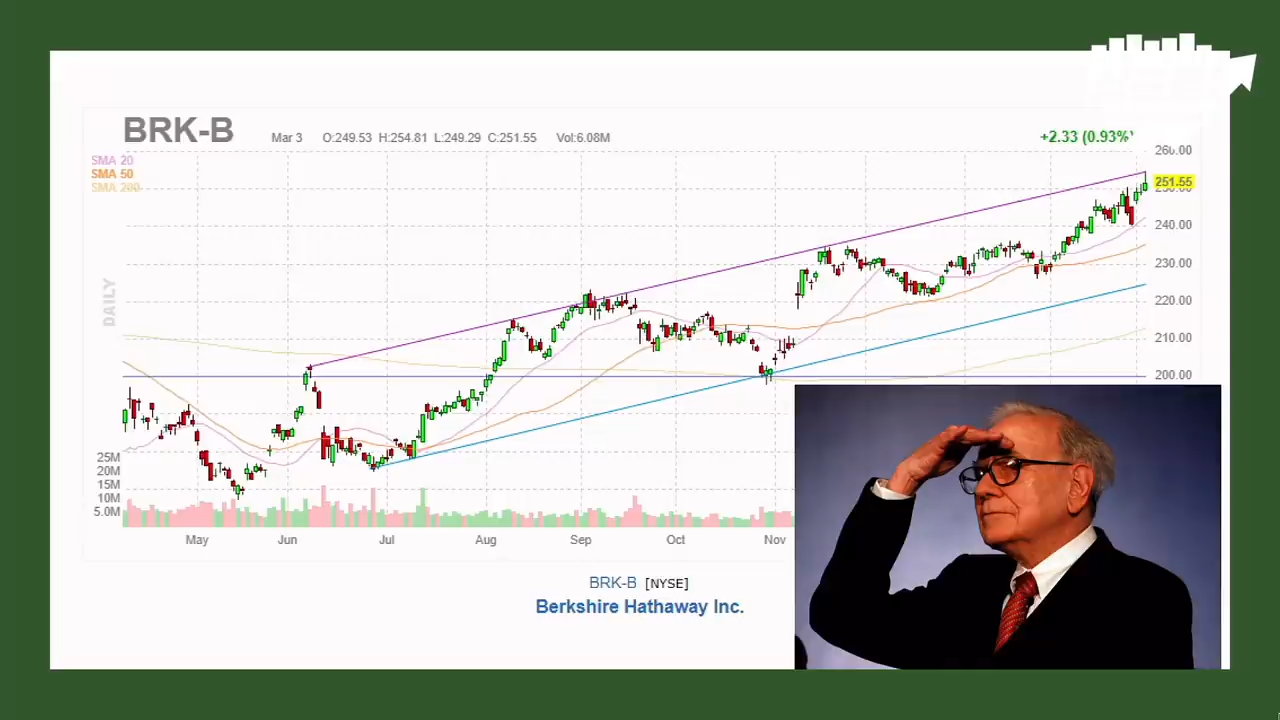 BRK-B Mar 3 O:249.53 H:254.81 L:249.29 C:251.55 Vol:6.08M +2.33 (0.93%)
SMA 20
SMA 50
SMA 200
DAILY
260.00
251.55
250.00
240.00
230.00
220.00
210.00
200.00
25M
20M
15M
10M
5.0M
May Jun Jul Aug Sep Oct Nov
BRK-B [NYSE]
Berkshire Hathaway Inc.